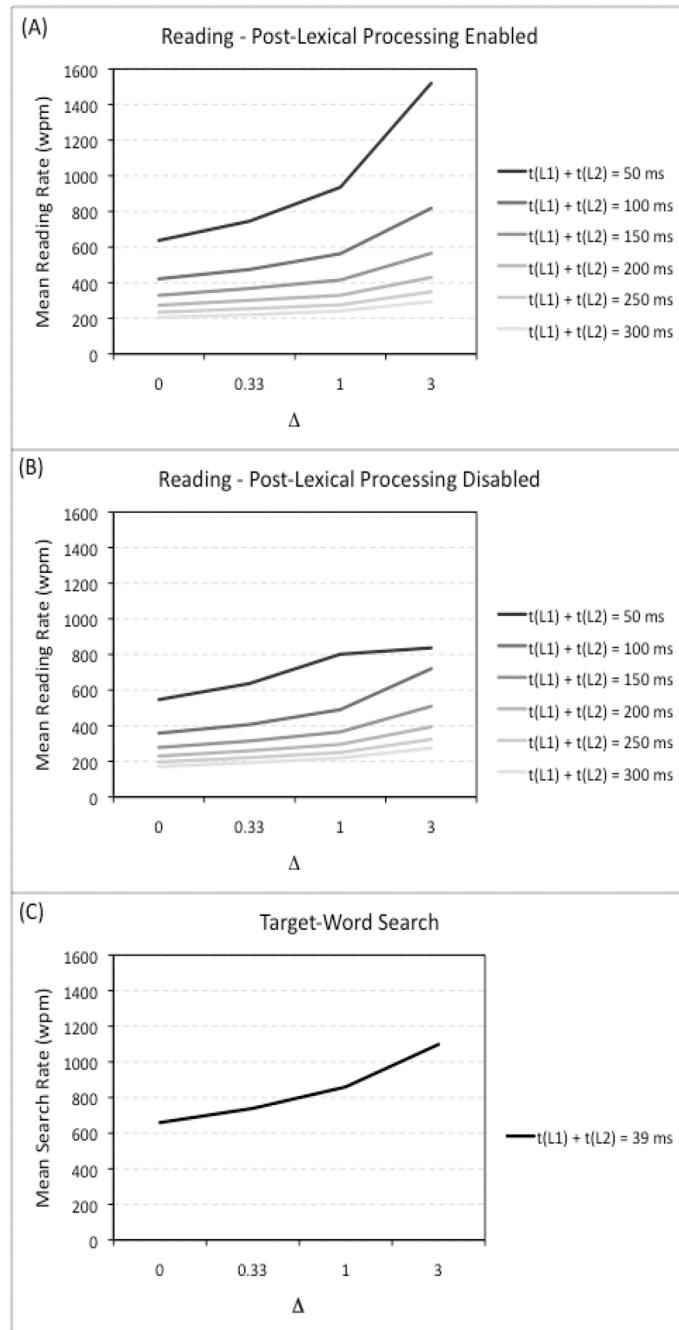 (A)
Reading - Post-Lexical Processing Enabled
Mean Reading Rate (wpm)
1600
1400
1200
1000
800
600
400
200
0
0 0.33 1 3
Δ
t(L1) + t(L2) = 50 ms
t(L1) + t(L2) = 100 ms
t(L1) + t(L2) = 150 ms
t(L1) + t(L2) = 200 ms
t(L1) + t(L2) = 250 ms
t(L1) + t(L2) = 300 ms
(B)
Reading - Post-Lexical Processing Disabled
Mean Reading Rate (wpm)
1600
1400
1200
1000
800
600
400
200
0
0 0.33 1 3
Δ
t(L1) + t(L2) = 50 ms
t(L1) + t(L2) = 100 ms
t(L1) + t(L2) = 150 ms
t(L1) + t(L2) = 200 ms
t(L1) + t(L2) = 250 ms
t(L1) + t(L2) = 300 ms
(C)
Target-Word Search
Mean Search Rate (wpm)
1600
1400
1200
1000
800
600
400
200
0
0 0.33 1 3
Δ
t(L1) + t(L2) = 39 ms